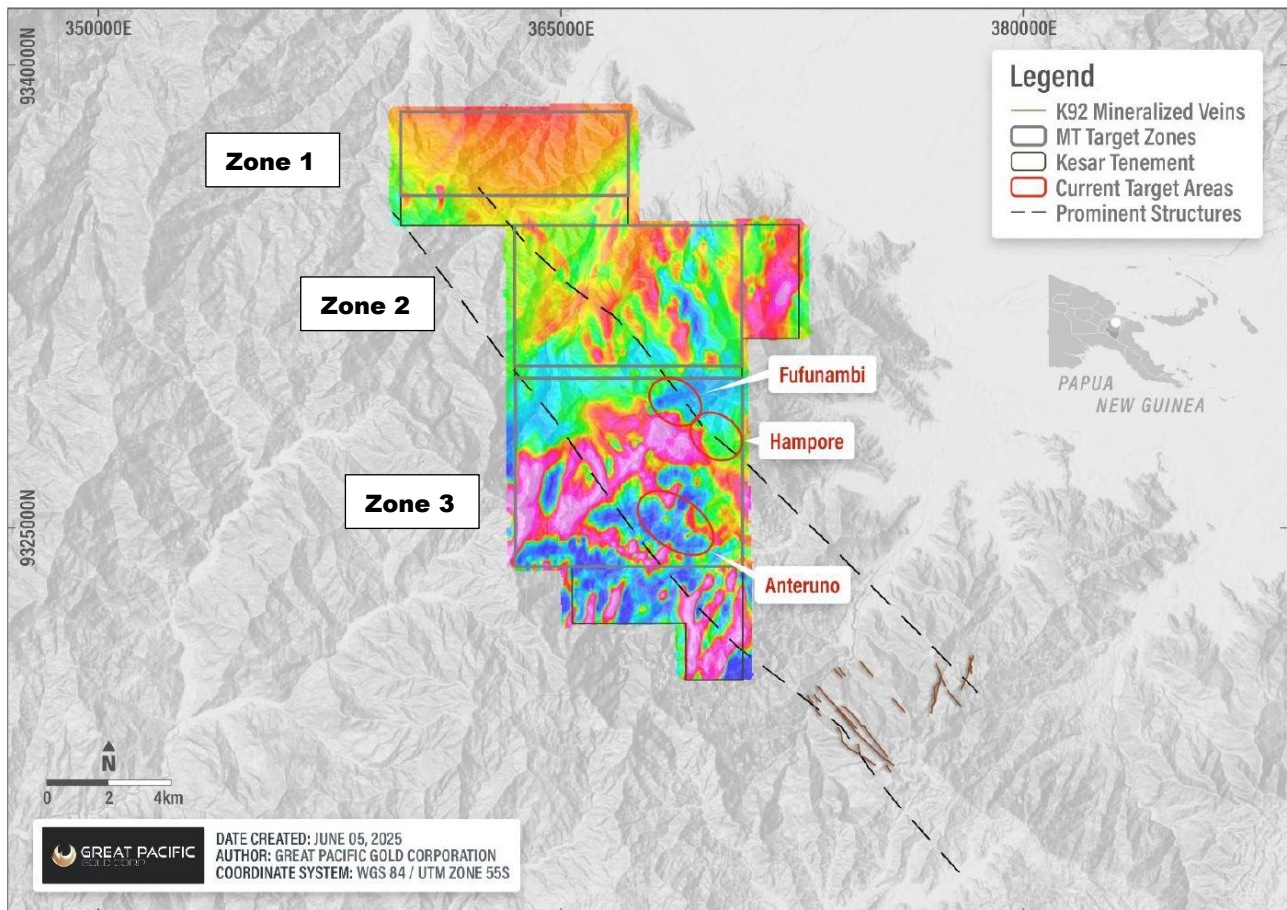 350000E
365000E
380000E
9340000N
9325000N
Legend
K92 Mineralized Veins
MT Target Zones
Kesar Tenement
Current Target Areas
Prominent Structures
Zone 1
Zone 2
Zone 3
Fufunambi
Hampore
Anteruno
PAPUA
NEW GUINEA
N
0 2 4km
GREAT PACIFIC
GOLD CORP
DATE CREATED: JUNE 05, 2025
AUTHOR: GREAT PACIFIC GOLD CORPORATION
COORDINATE SYSTEM: WGS 84 / UTM ZONE 55S